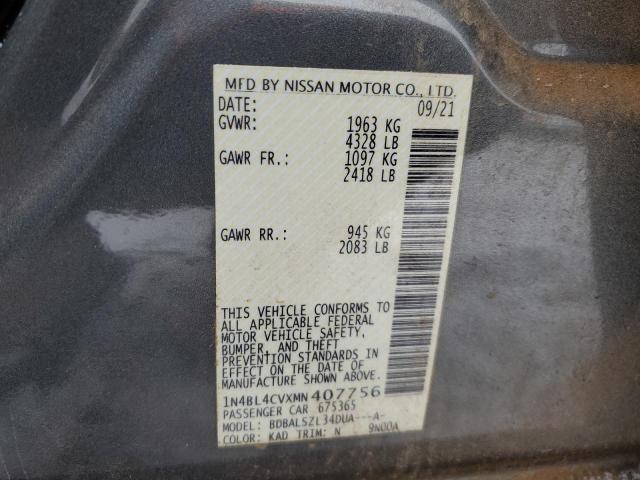 MFD BY NISSAN MOTOR CO., LTD.
DATE: 09/21
GVWR: 1963 KG
4328 LB
GAWR FR.: 1097 KG
2418 LB
GAWR RR.: 945 KG
2083 LB
THIS VEHICLE CONFORMS TO
ALL APPLICABLE FEDERAL
MOTOR VEHICLE SAFETY,
BUMPER, AND THEFT
PREVENTION STANDARDS IN
EFFECT ON THE DATE OF
MANUFACTURE SHOWN ABOVE.
1N4BL4CVXMN407756
PASSENGER CAR 675365
MODEL: BDBALSZL34DUA---A-
COLOR: KAD TRIM: N 9N00A